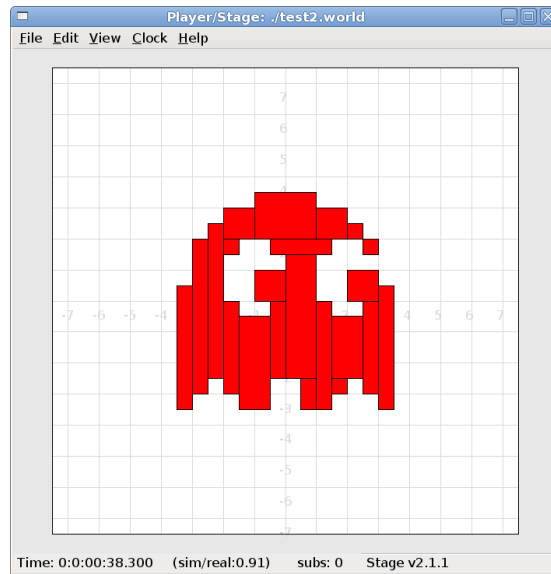 Player/Stage: ./test2.world
File Edit View Clock Help
7
6
5
4
-7 -6 -5 -4 2 4 5 6 7
-3
-4
-5
-6
-7
Time: 0:0:00:38.300 (sim/real:0.91) subs: 0 Stage v2.1.1